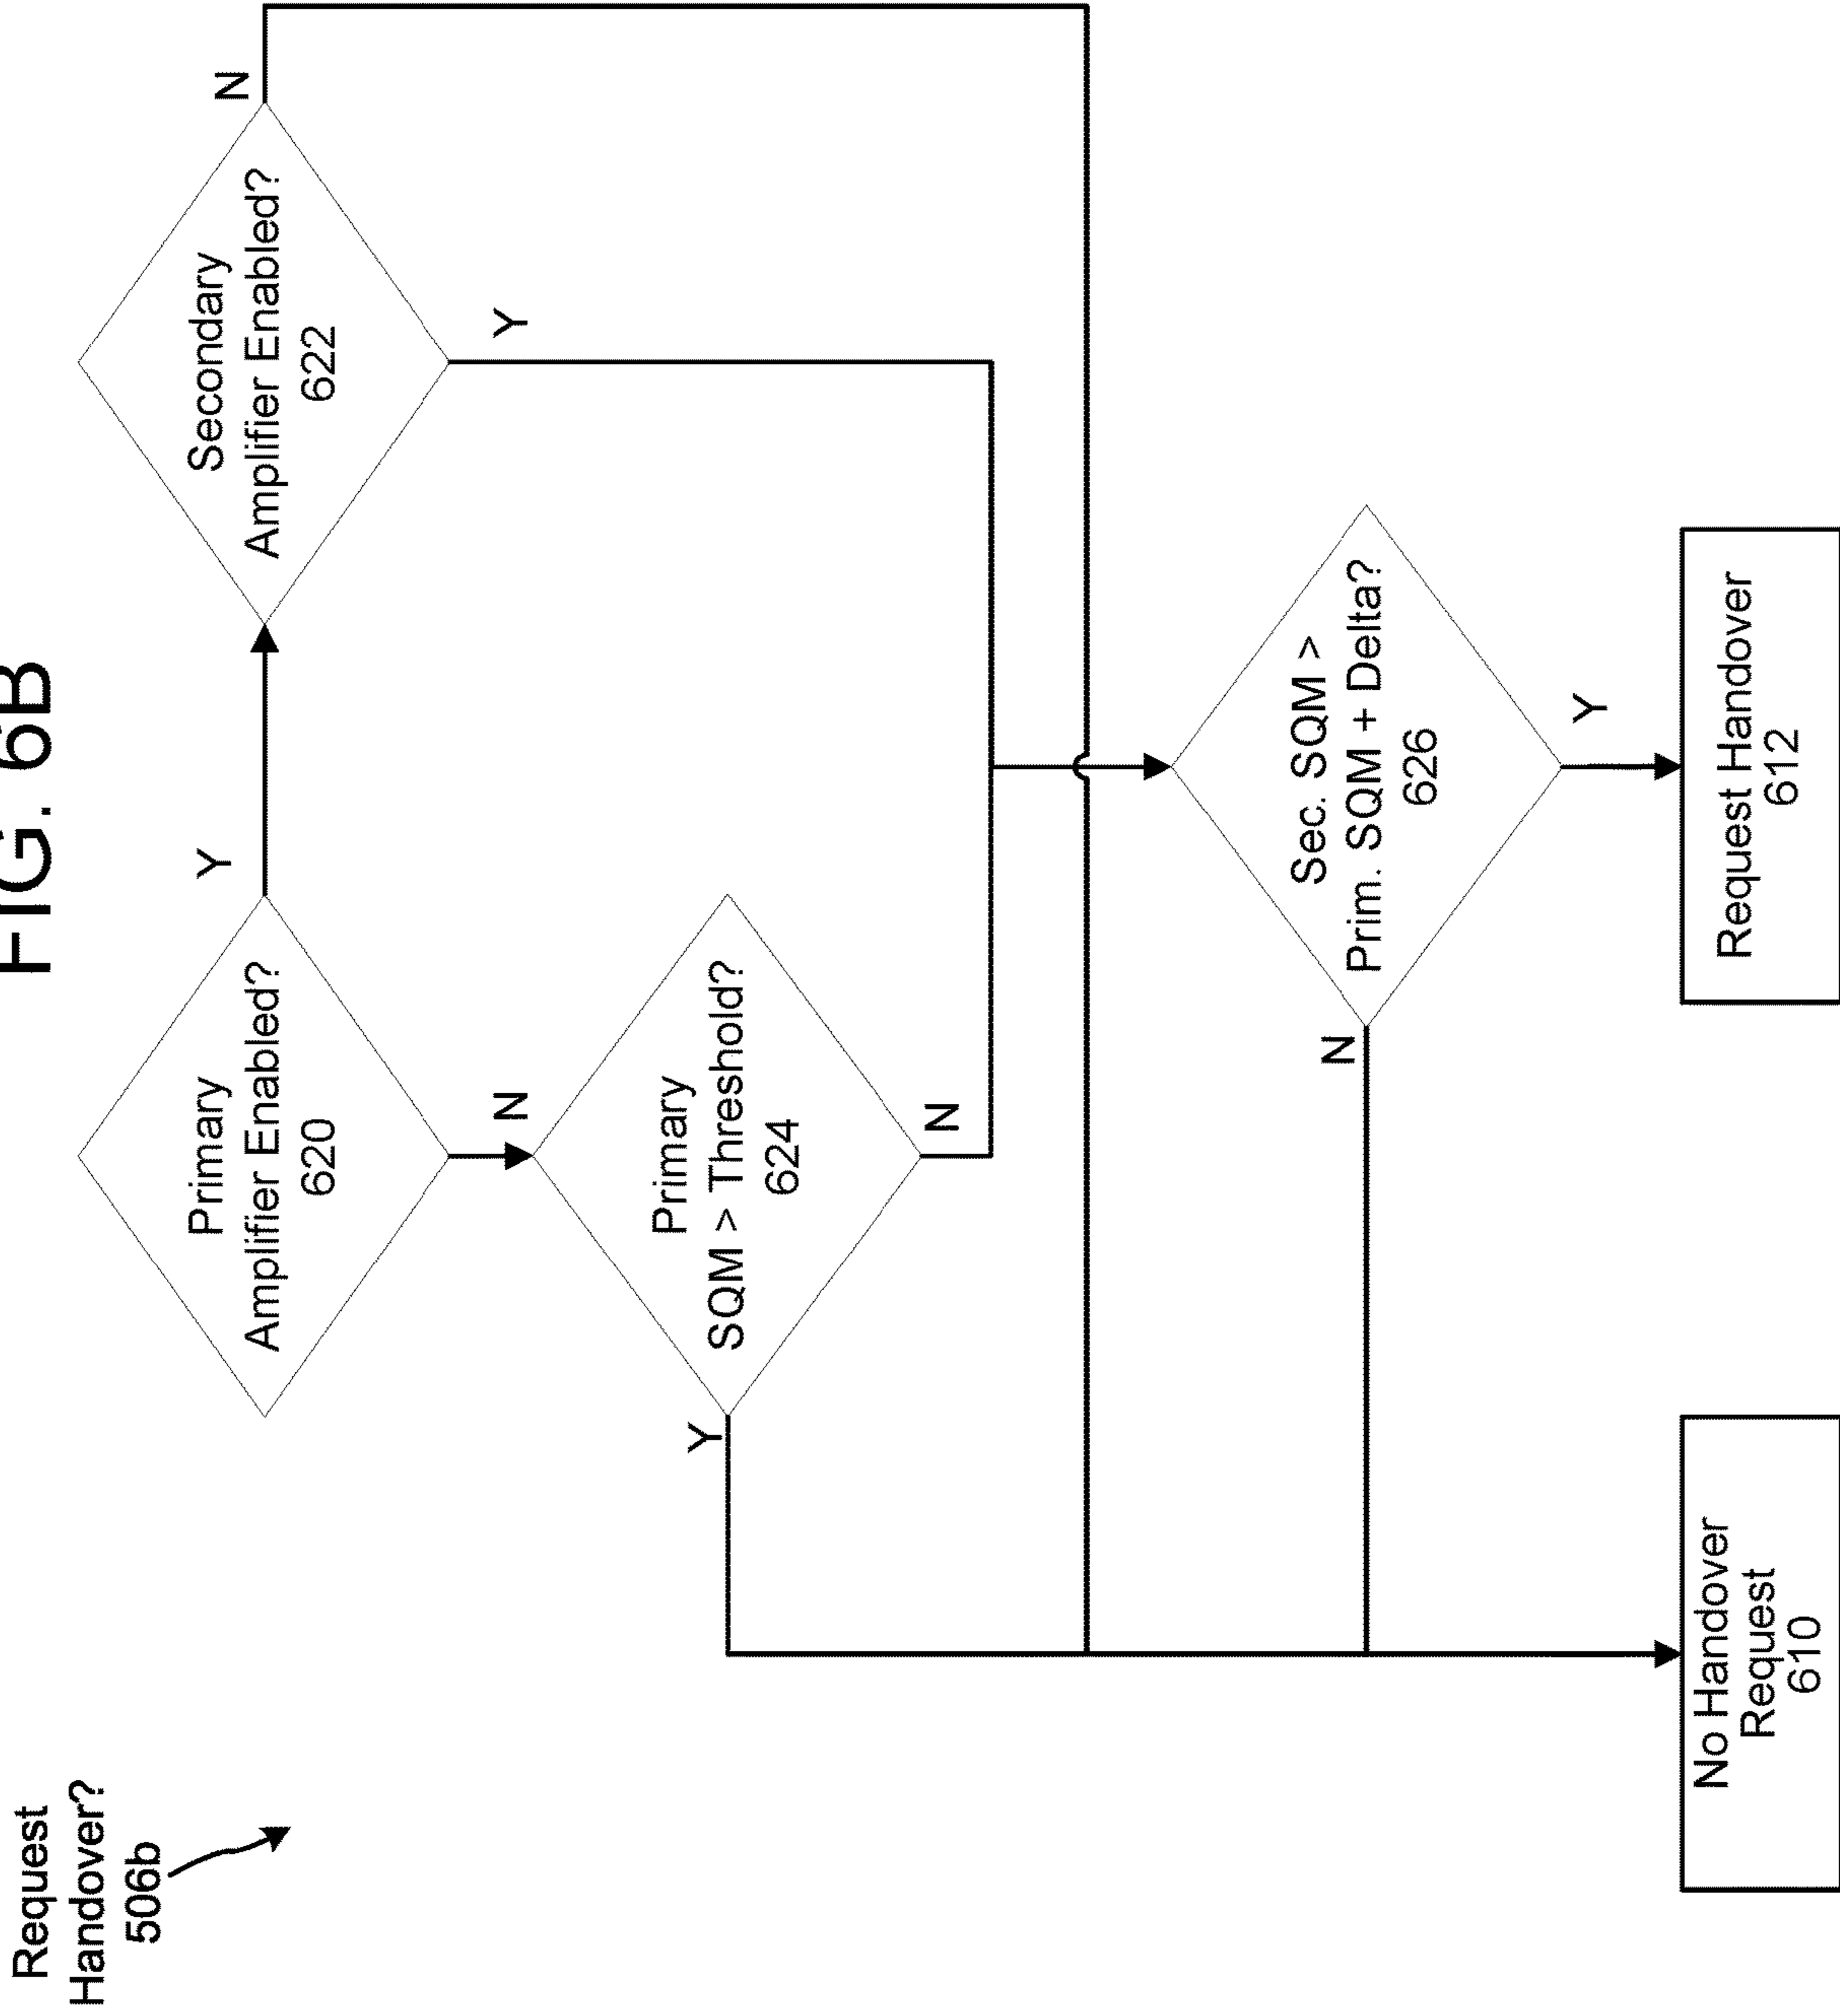 FIG. 6B
Request
Handover?
506b
Primary
Amplifier Enabled?
620
Y
N
Secondary
Amplifier Enabled?
622
N
Y
Primary
SQM > Threshold?
624
Y
N
Sec. SQM >
Prim. SQM + Delta?
626
N
Y
No Handover
Request
610
Request Handover
612